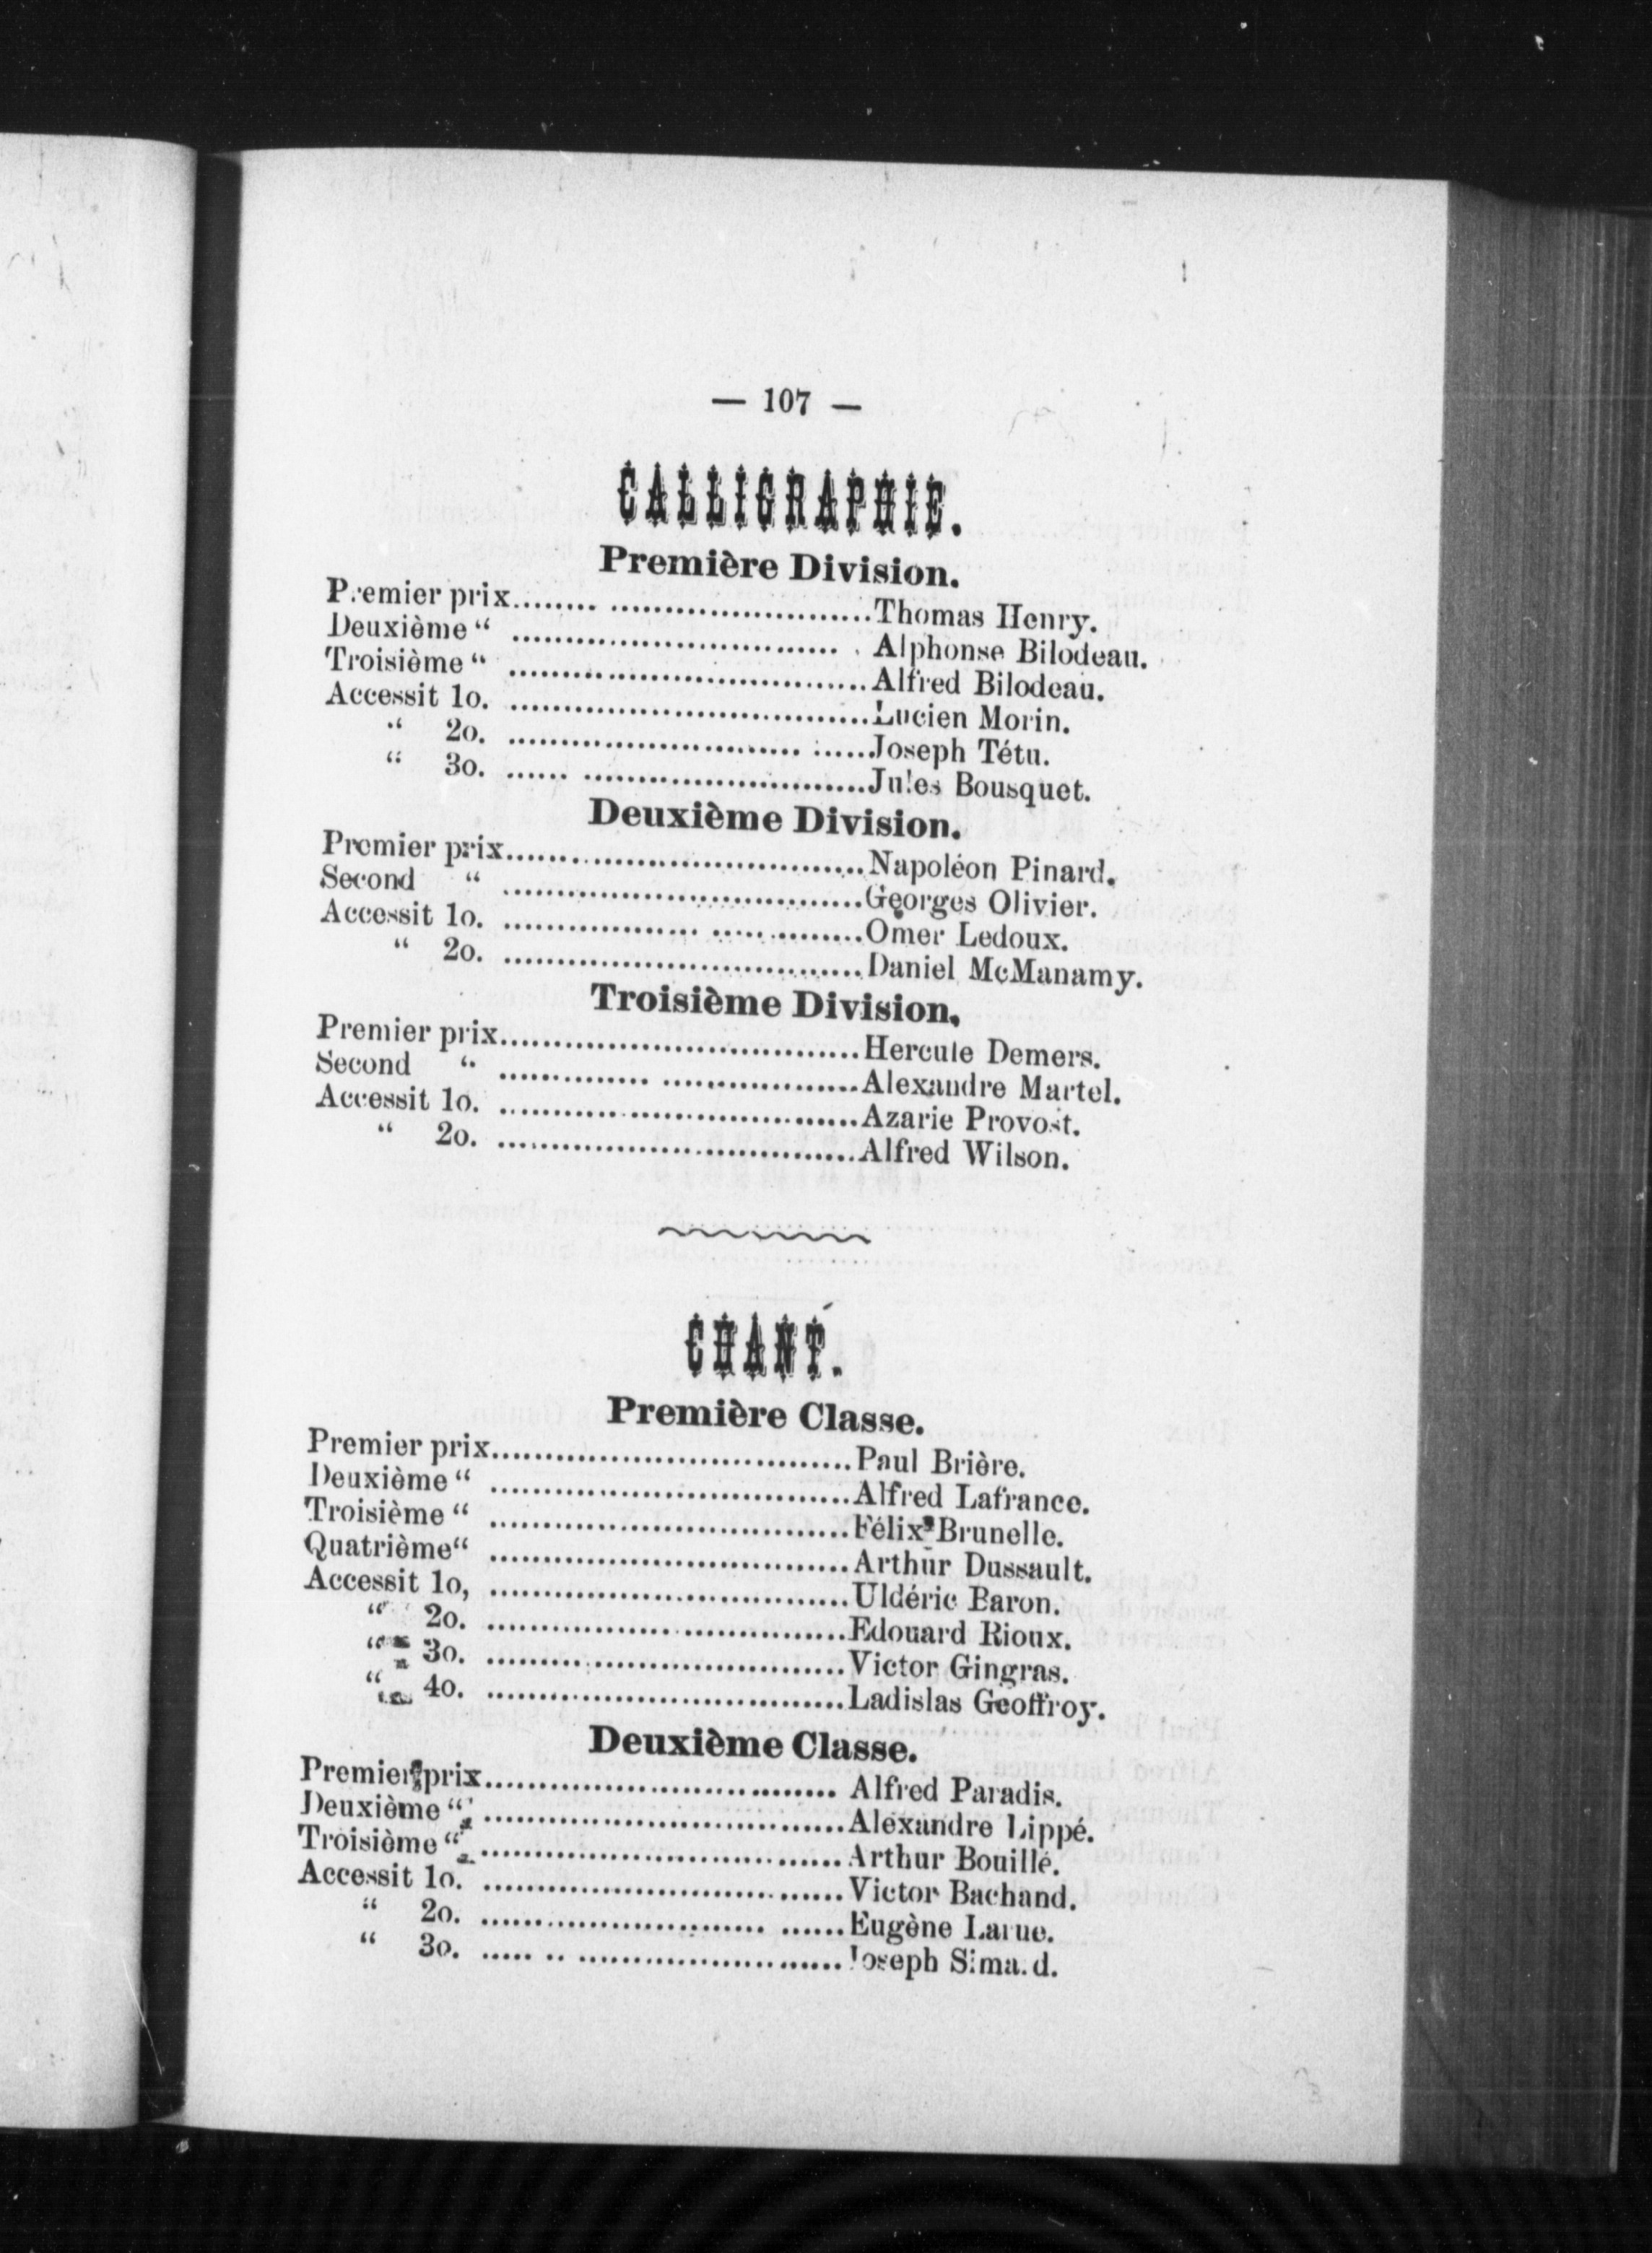 — 107 —
CALLIGRAPHIE.
Première Division.
Premier prix........ .........................Thomas Henry.
Deuxième “ ............................... . Alphonse Bilodeau.
Troisième “ ..................................Alfred Bilodeau.
Accessit 1o. ..................................Lucien Morin.
“ 2o. ............................ ......Joseph Tétu.
“ 3o. ...... ...........................Jules Bousquet.
Deuxième Division.
Premier prix..................................Napoléon Pinard.
Second “ ..................................Georges Olivier.
Accessit 1o. .................. ..............Omer Ledoux.
“ 2o. ..................................Daniel McManamy.
Troisième Division.
Premier prix..................................Hercule Demers.
Second “ .............. ...................Alexandre Martel.
Accessit 1o. ..................................Azarie Provost.
“ 2o. ..................................Alfred Wilson.
CHANT.
Première Classe.
Premier prix..................................Paul Brière.
Deuxième “ ..................................Alfred Lafrance.
Troisième “ ..................................Félix Brunelle.
Quatrième“ ..................................Arthur Dussault.
Accessit 1o, ..................................Uldéric Baron.
“ 2o. ..................................Edouard Rioux.
“ 3o. ..................................Victor Gingras.
“ 4o. ..................................Ladislas Geoffroy.
Deuxième Classe.
Premier prix................................. Alfred Paradis.
Deuxième “ ..................................Alexandre Lippé.
Troisième “ ..................................Arthur Bouillé.
Accessit 1o. ..................................Victor Bachand.
“ 2o. ........................... ......Eugène Larue.
“ 3o. ..... .. .........................Joseph Simard.